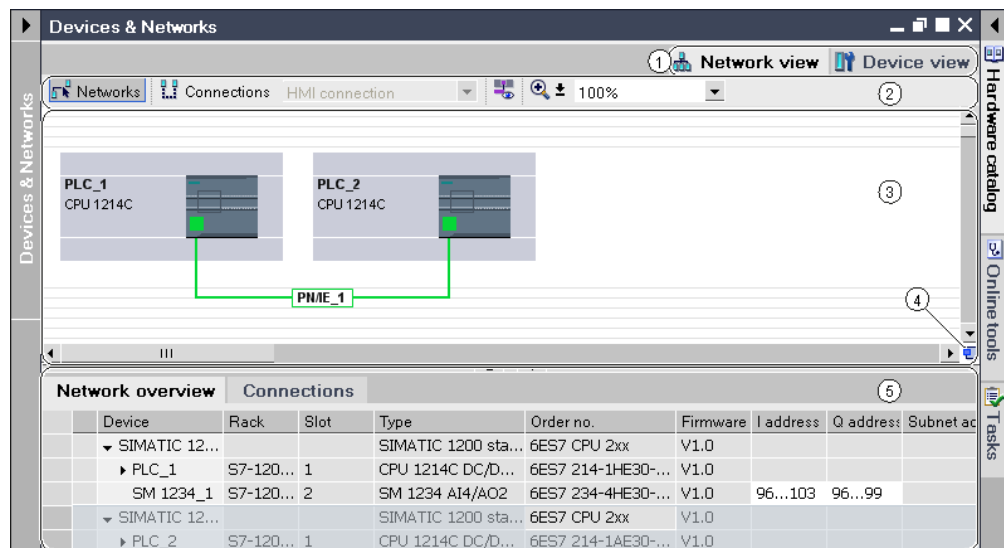 Devices & Networks
1 Network view Device view
Networks Connections HMI connection 100% 2
Devices & Networks
PLC_1
CPU 1214C
PLC_2
CPU 1214C
3
PN/IE_1
4
Network overview Connections 5
Device Rack Slot Type Order no. Firmware I address Q address Subnet ad
SIMATIC 12... SIMATIC 1200 sta... 6ES7 CPU 2xx V1.0
PLC_1 S7-120... 1 CPU 1214C DC/D... 6ES7 214-1HE30-... V1.0
SM 1234_1 S7-120... 2 SM 1234 AI4/AO2 6ES7 234-4HE30-... V1.0 96...103 96...99
SIMATIC 12... SIMATIC 1200 sta... 6ES7 CPU 2xx V1.0
PLC_2 S7-120... 1 CPU 1214C DC/D... 6ES7 214-1AE30-... V1.0
Hardware catalog
Online tools
Tasks